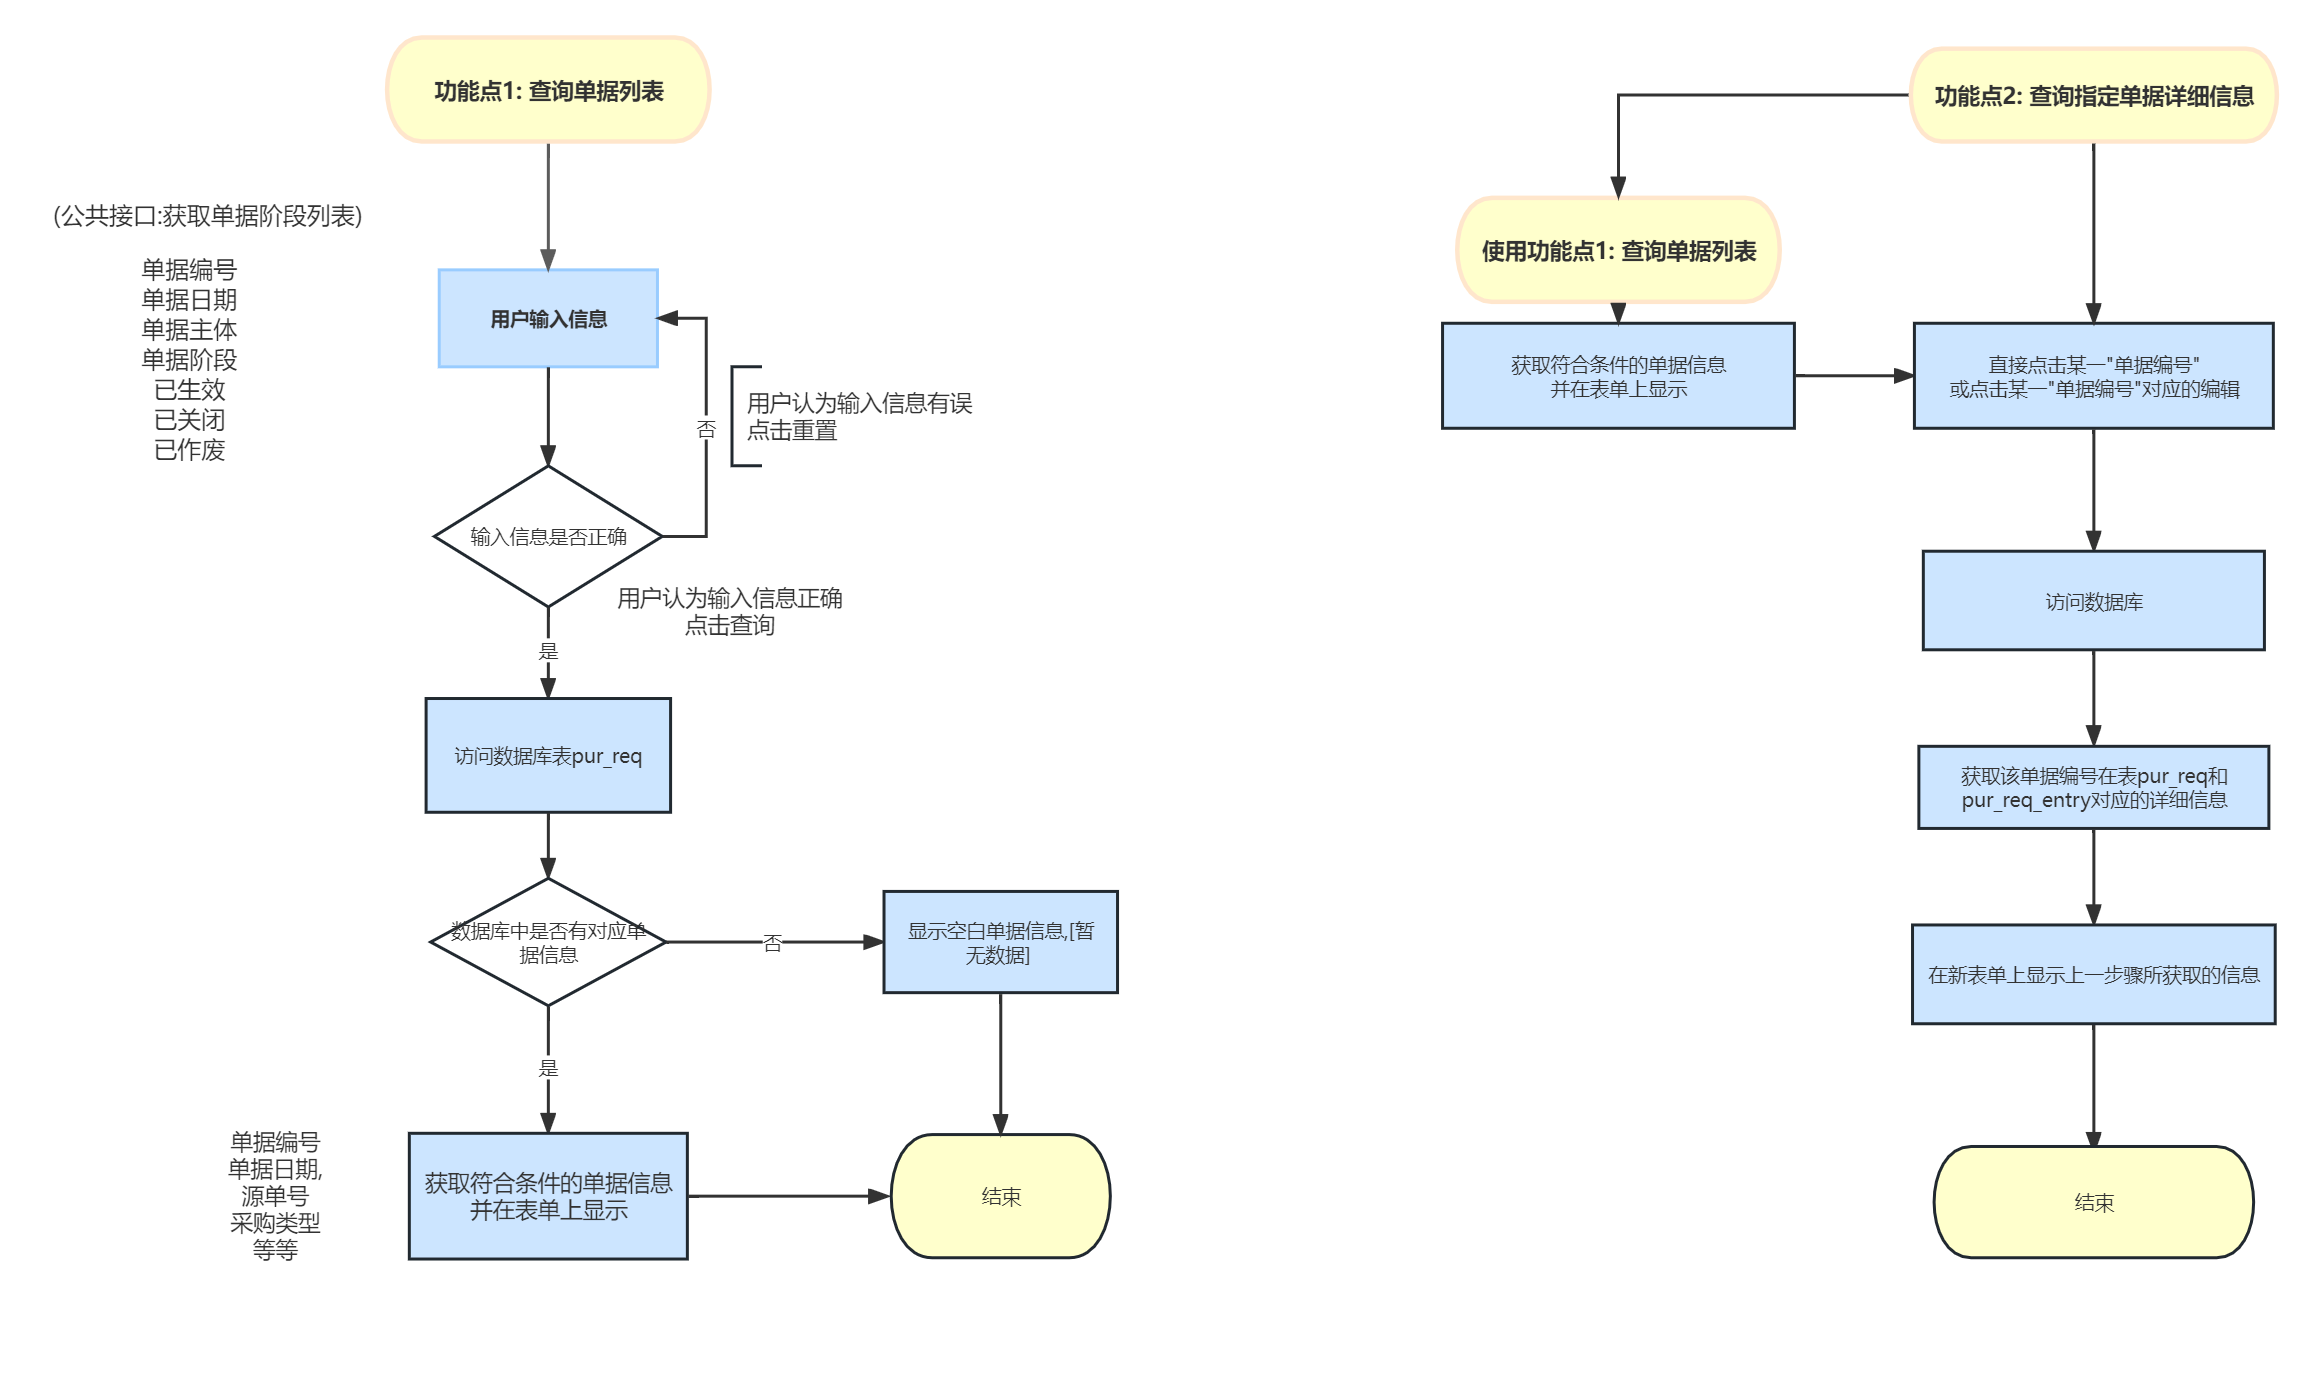 功能点1: 查询单据列表
(公共接口:获取单据阶段列表)
单据编号
单据日期
单据主体
单据阶段
已生效
已关闭
已作废
用户输入信息
否
用户认为输入信息有误
点击重置
输入信息是否正确
用户认为输入信息正确
点击查询
是
访问数据库表pur_req
数据库中是否有对应单
据信息
否
显示空白单据信息,[暂
无数据]
是
单据编号
单据日期,
源单号
采购类型
等等
获取符合条件的单据信息
并在表单上显示
结束
功能点2: 查询指定单据详细信息
使用功能点1: 查询单据列表
获取符合条件的单据信息
并在表单上显示
直接点击某一"单据编号"
或点击某一"单据编号"对应的编辑
访问数据库
获取该单据编号在表pur_req和
pur_req_entry对应的详细信息
在新表单上显示上一步骤所获取的信息
结束